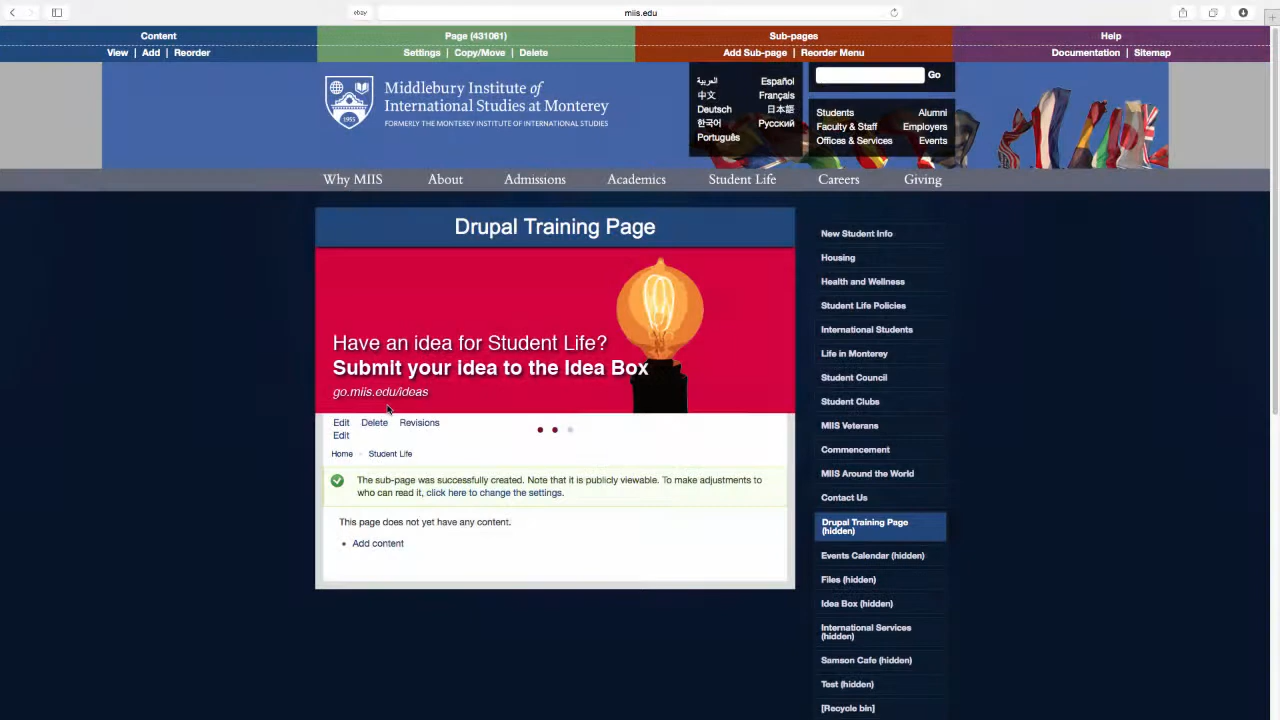 ebay
miis.edu
Content
View | Add | Reorder
Page (431061)
Settings | Copy/Move | Delete
Sub-pages
Add Sub-page | Reorder Menu
Help
Documentation | Sitemap
Middlebury Institute of
International Studies at Monterey
FORMERLY THE MONTEREY INSTITUTE OF INTERNATIONAL STUDIES
1955
العربية Español
中文 Français
Deutsch 日本語
한국어 Русский
Português
Go
Students Alumni
Faculty & Staff Employers
Offices & Services Events
Why MIIS About Admissions Academics Student Life Careers Giving
Drupal Training Page
Have an idea for Student Life?
Submit your idea to the Idea Box
go.miis.edu/ideas
Edit Delete Revisions
Edit
Home Student Life
The sub-page was successfully created. Note that it is publicly viewable. To make adjustments to
who can read it, click here to change the settings.
This page does not yet have any content.
Add content
New Student Info
Housing
Health and Wellness
Student Life Policies
International Students
Life in Monterey
Student Council
Student Clubs
MIIS Veterans
Commencement
MIIS Around the World
Contact Us
Drupal Training Page
(hidden)
Events Calendar (hidden)
Files (hidden)
Idea Box (hidden)
International Services
(hidden)
Samson Cafe (hidden)
Test (hidden)
[Recycle bin]